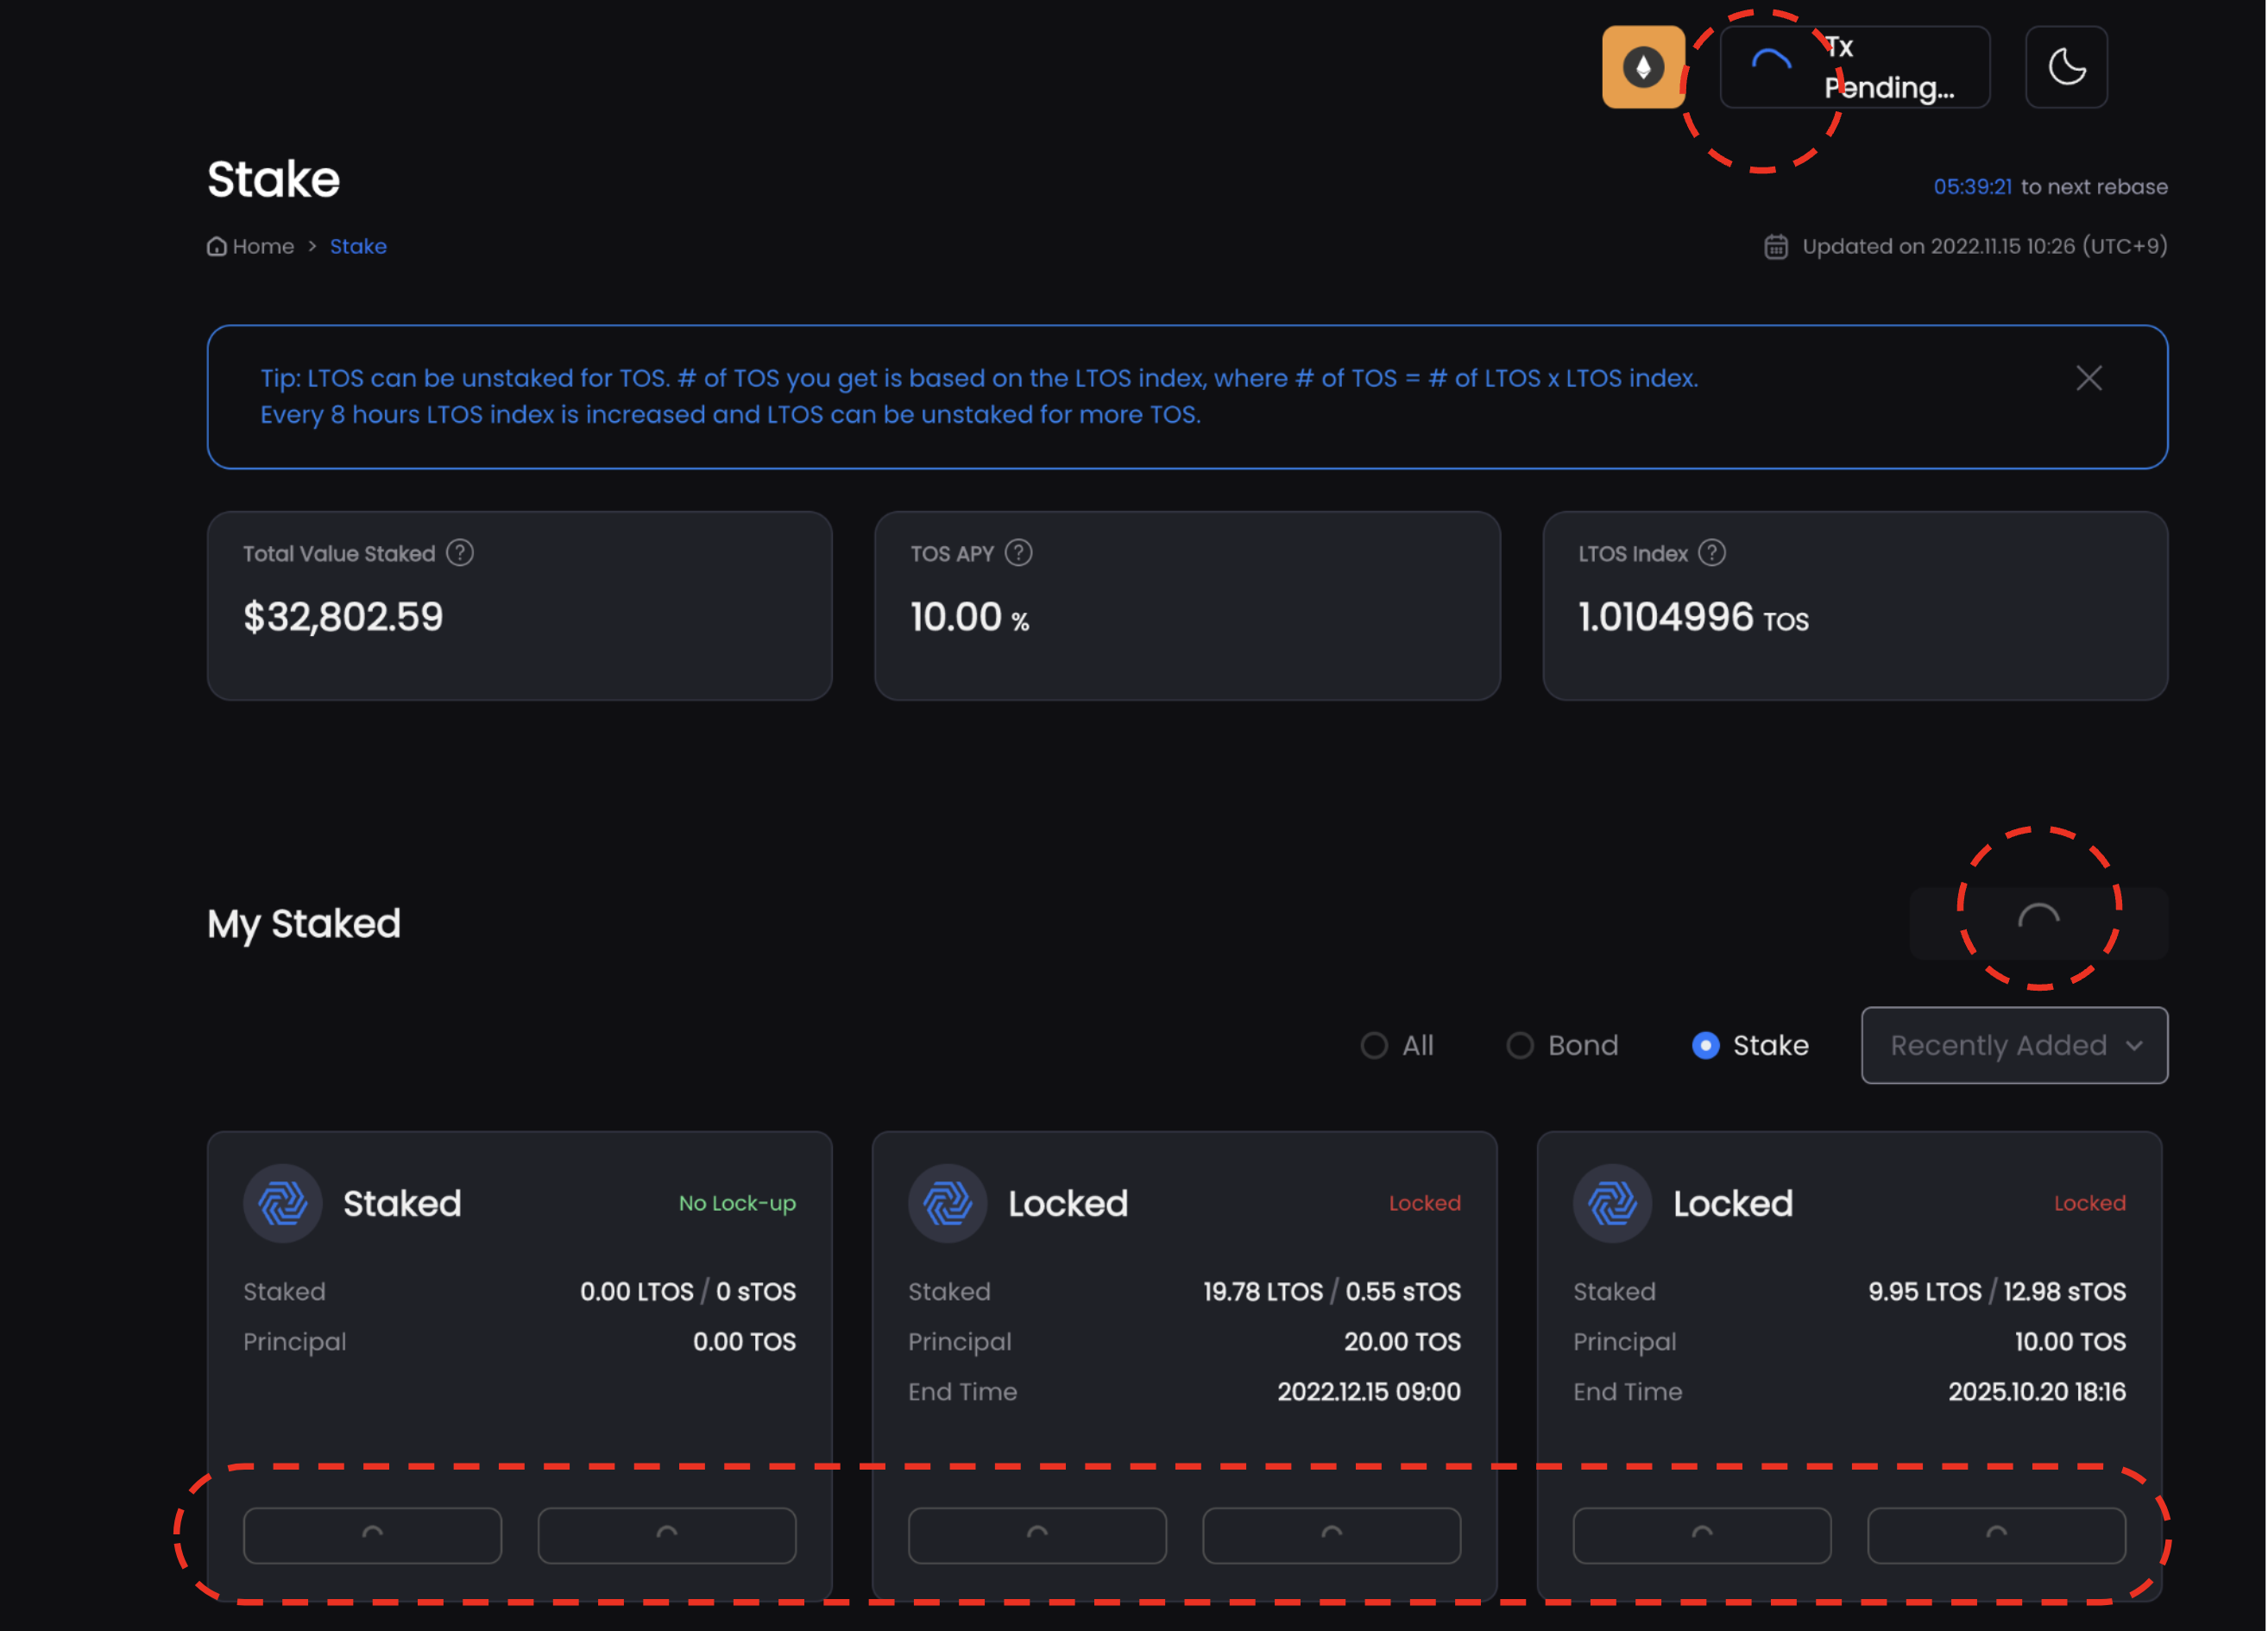 Tx
Pending...
Stake
05:39:21 to next rebase
Home > Stake
Updated on 2022.11.15 10:26 (UTC+9)
Tip: LTOS can be unstaked for TOS. # of TOS you get is based on the LTOS index, where # of TOS = # of LTOS x LTOS index.
Every 8 hours LTOS index is increased and LTOS can be unstaked for more TOS.
Total Value Staked ?
$32,802.59
TOS APY ?
10.00 %
LTOS Index ?
1.0104996 TOS
My Staked
All Bond Stake Recently Added
Staked No Lock-up
Staked 0.00 LTOS / 0 sTOS
Principal 0.00 TOS
Locked Locked
Staked 19.78 LTOS / 0.55 sTOS
Principal 20.00 TOS
End Time 2022.12.15 09:00
Locked Locked
Staked 9.95 LTOS / 12.98 sTOS
Principal 10.00 TOS
End Time 2025.10.20 18:16